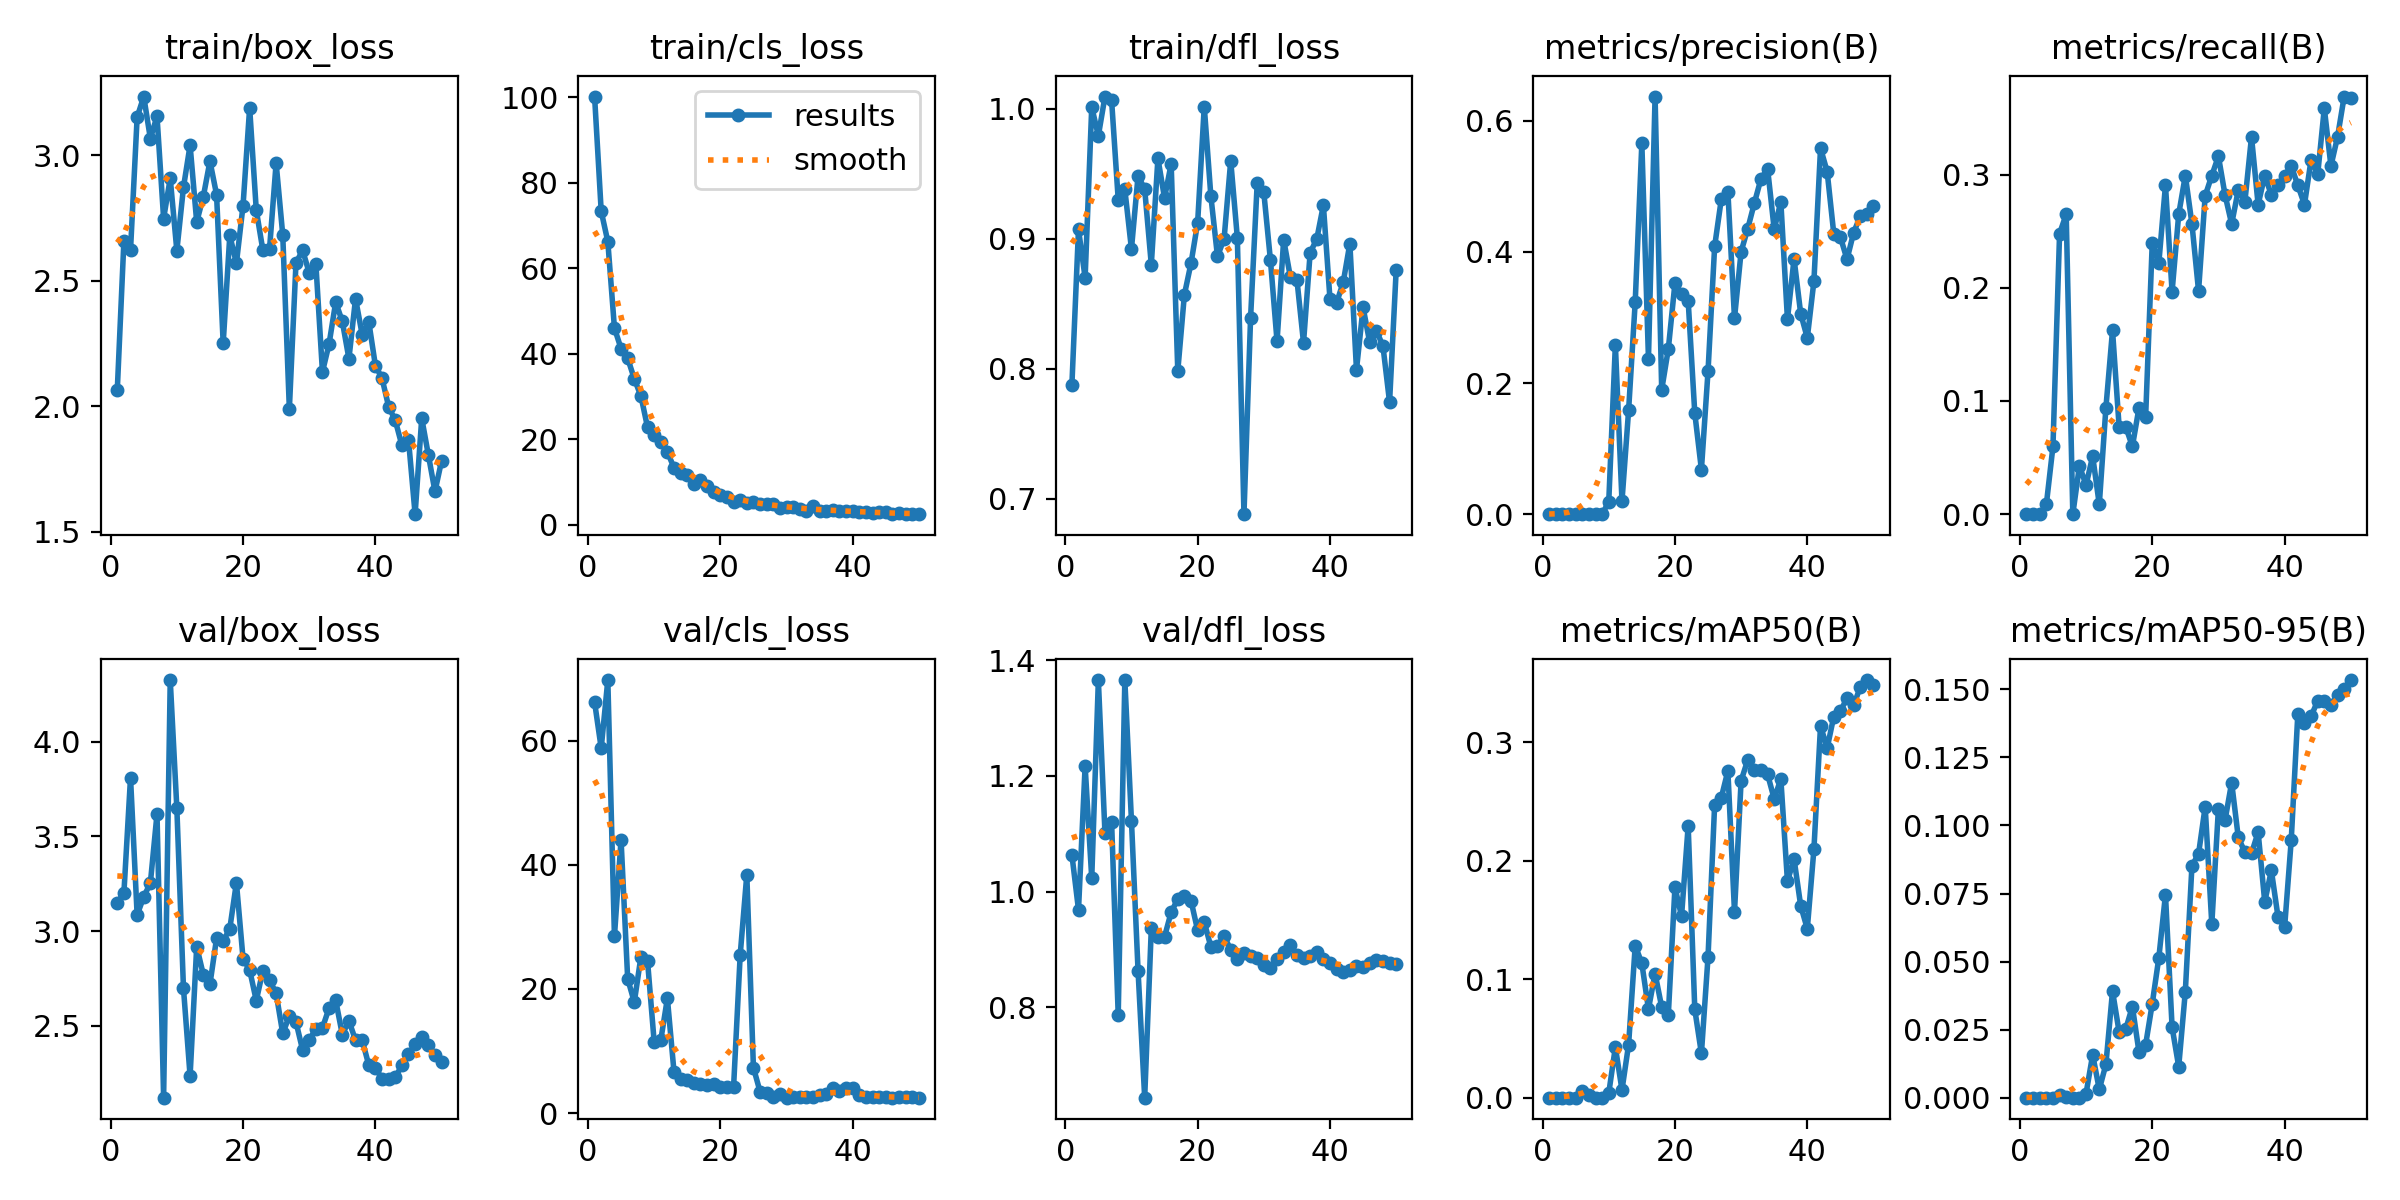 train/box_loss
3.0
2.5
2.0
1.5
0 20 40
train/cls_loss
100
80
60
40
20
0
results
smooth
0 20 40
train/dfl_loss
1.0
0.9
0.8
0.7
0 20 40
metrics/precision(B)
0.6
0.4
0.2
0.0
0 20 40
metrics/recall(B)
0.3
0.2
0.1
0.0
0 20 40
val/box_loss
4.0
3.5
3.0
2.5
0 20 40
val/cls_loss
60
40
20
0
0 20 40
val/dfl_loss
1.4
1.2
1.0
0.8
0 20 40
metrics/mAP50(B)
0.3
0.2
0.1
0.0
0 20 40
metrics/mAP50-95(B)
0.150
0.125
0.100
0.075
0.050
0.025
0.000
0 20 40